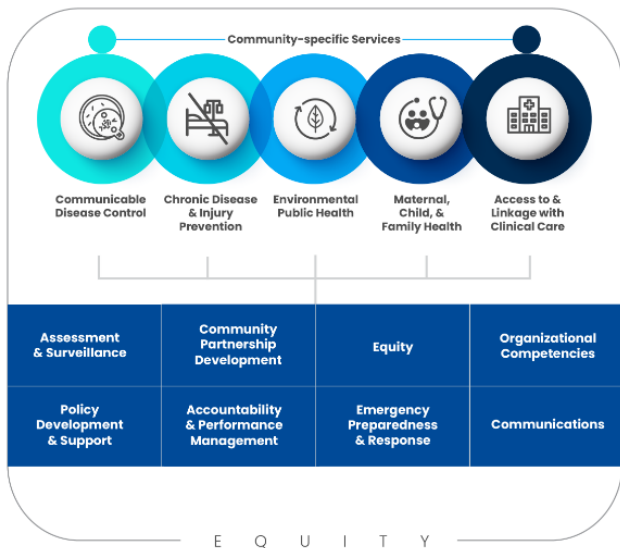 Community-specific Services
Communicable
Disease Control
Chronic Disease
& Injury
Prevention
Environmental
Public Health
Maternal,
Child, &
Family Health
Access to &
Linkage with
Clinical Care
Assessment
& Surveillance
Community
Partnership
Development
Equity
Organizational
Competencies
Policy
Development
& Support
Accountability
& Performance
Management
Emergency
Preparedness
& Response
Communications
EQUITY